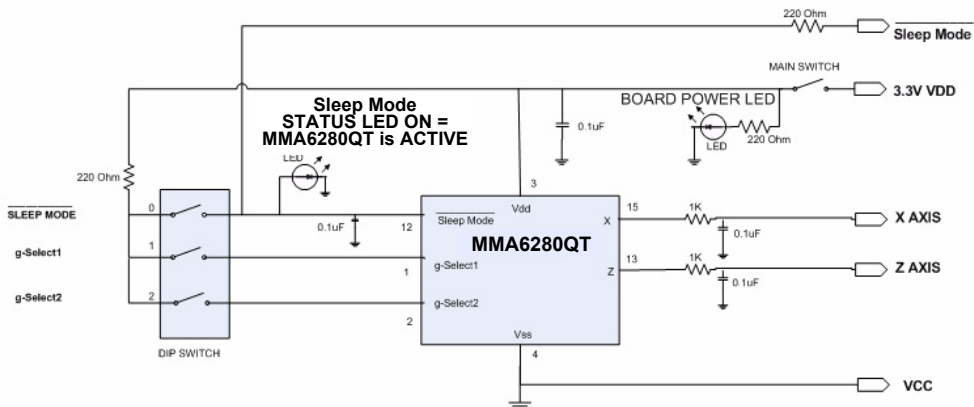 220 Ohm
Sleep Mode
MAIN SWITCH
3.3V VDD
Sleep Mode
STATUS LED ON =
MMA6280QT is ACTIVE
BOARD POWER LED
0.1uF
LED
220 Ohm
LED
220 Ohm
3
SLEEP MODE
0
0.1uF
12
Sleep Mode
Vdd
X
15
1K
X AXIS
0.1uF
MMA6280QT
g-Select1
1
1
g-Select1
Z
13
1K
Z AXIS
0.1uF
g-Select2
2
2
g-Select2
Vss
4
DIP SWITCH
VCC